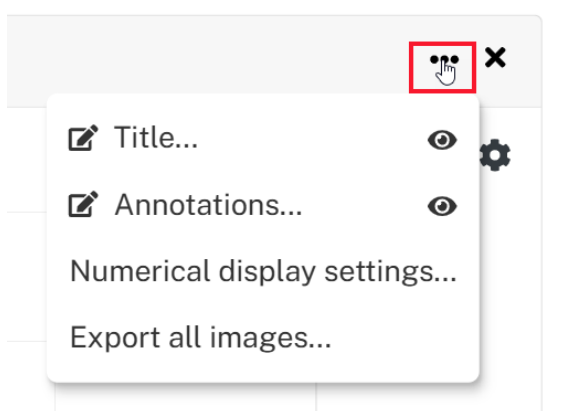 Title...
Annotations...
Numerical display settings...
Export all images...